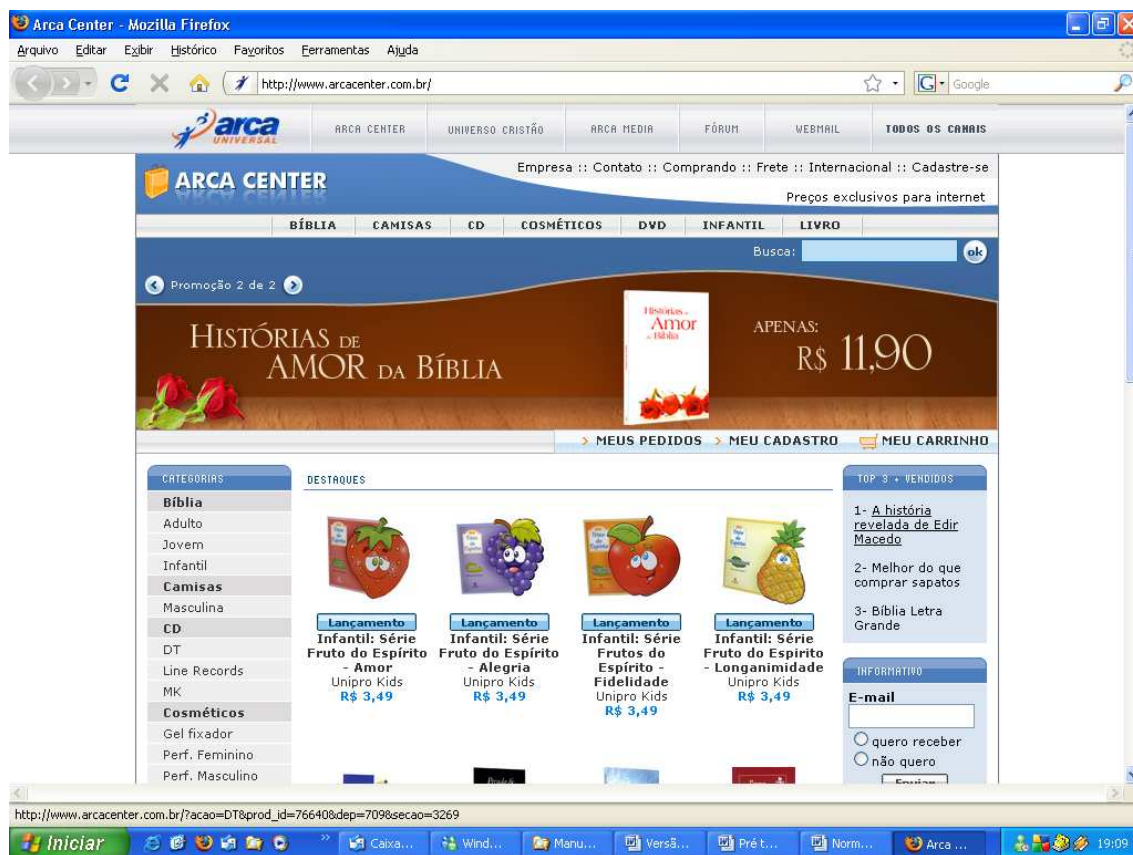 Arca Center - Mozilla Firefox
Arquivo Editar Exibir Histórico Favoritos Ferramentas Ajuda
http://www.arcacenter.com.br/
G Google
arca UNIVERSAL
ARCA CENTER UNIVERSO CRISTÃO ARCA MEDIA FÓRUM WEBMAIL TODOS OS CANAIS
ARCA CENTER
Empresa :: Contato :: Comprando :: Frete :: Internacional :: Cadastre-se
Preços exclusivos para internet
BÍBLIA CAMISAS CD COSMÉTICOS DVD INFANTIL LIVRO
Busca: ok
Promoção 2 de 2
HISTÓRIAS DE
AMOR DA BÍBLIA
Histórias de
Amor
da Bíblia
APENAS:
R$ 11,90
> MEUS PEDIDOS > MEU CADASTRO MEU CARRINHO
CATEGORIAS
Bíblia
Adulto
Jovem
Infantil
Camisas
Masculina
CD
DT
Line Records
MK
Cosméticos
Gel fixador
Perf. Feminino
Perf. Masculino
DESTAQUES
Lançamento
Infantil: Série
Fruto do Espírito
- Amor
Unipro Kids
R$ 3,49
Lançamento
Infantil: Série
Fruto do Espírito
- Alegria
Unipro Kids
R$ 3,49
Lançamento
Infantil: Série
Frutos do
Espírito -
Fidelidade
Unipro Kids
R$ 3,49
Lançamento
Infantil: Série
Fruto do Espirito
- Longanimidade
Unipro Kids
R$ 3,49
TOP 3 + VENDIDOS
1- A história
revelada de Edir
Macedo
2- Melhor do que
comprar sapatos
3- Bíblia Letra
Grande
INFORMATIVO
E-mail
quero receber
não quero
Enviar
http://www.arcacenter.com.br/?acao=DT&prod_id=76640&dep=709&secao=3269
Iniciar » Caixa... Wind... Manu... Versã... Pré t... Norm... Arca ... 19:09